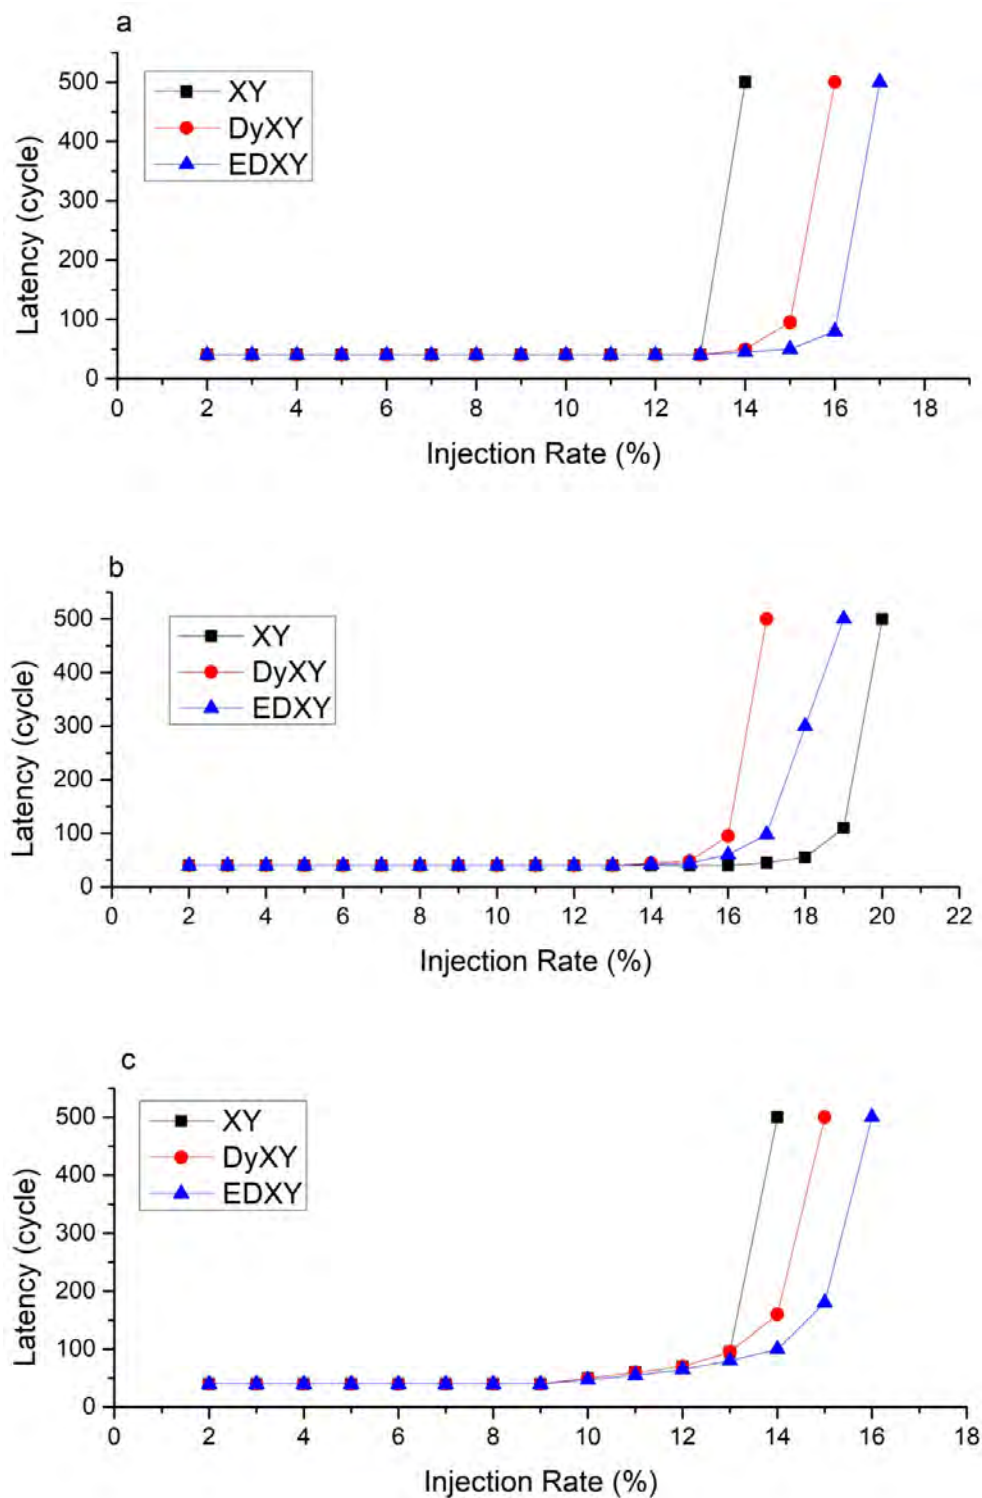 a
500
400
300
200
100
0
Latency (cycle)
XY
DyXY
EDXY
0 2 4 6 8 10 12 14 16 18
Injection Rate (%)
b
500
400
300
200
100
0
Latency (cycle)
XY
DyXY
EDXY
0 2 4 6 8 10 12 14 16 18 20 22
Injection Rate (%)
c
500
400
300
200
100
0
Latency (cycle)
XY
DyXY
EDXY
0 2 4 6 8 10 12 14 16 18
Injection Rate (%)